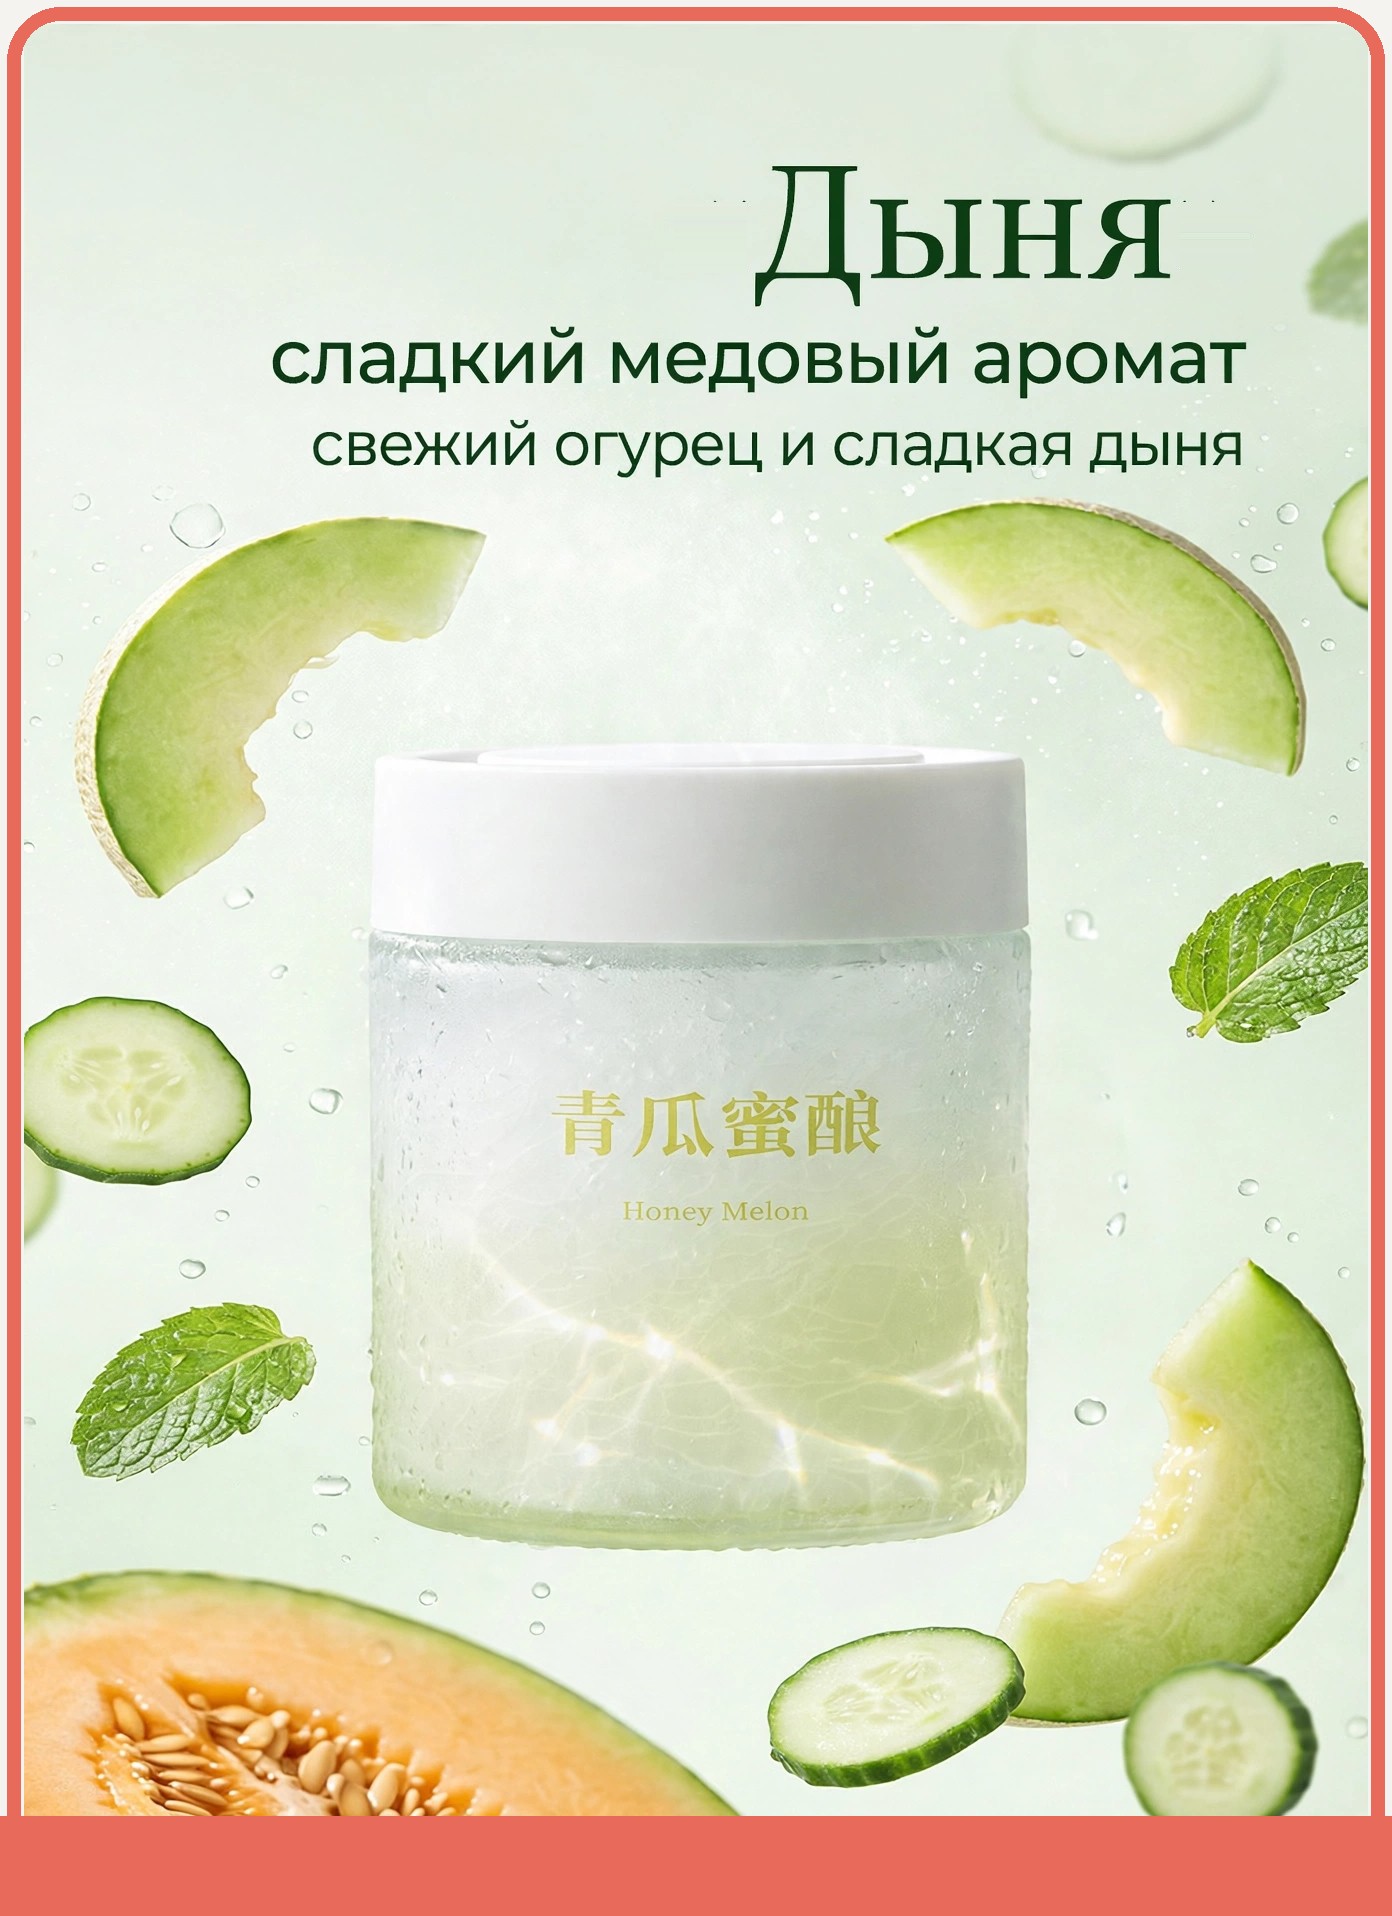 Дыня
сладкий медовый аромат
свежий огурец и сладкая дыня
青瓜蜜酿
Honey Melon